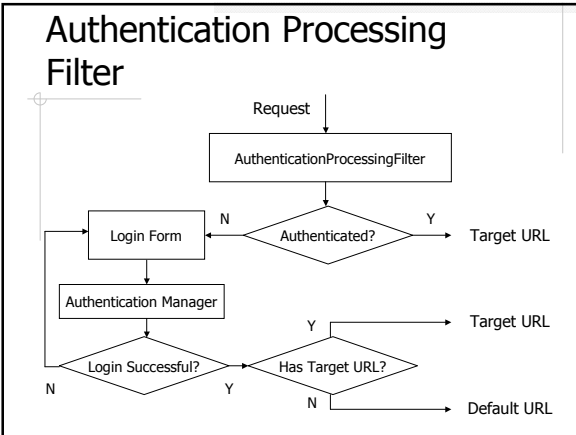 Authentication Processing
Filter
Request
AuthenticationProcessingFilter
N
Y
Login Form
Authenticated?
Target URL
Authentication Manager
Y
Target URL
Login Successful?
Has Target URL?
N
Y
N
Default URL